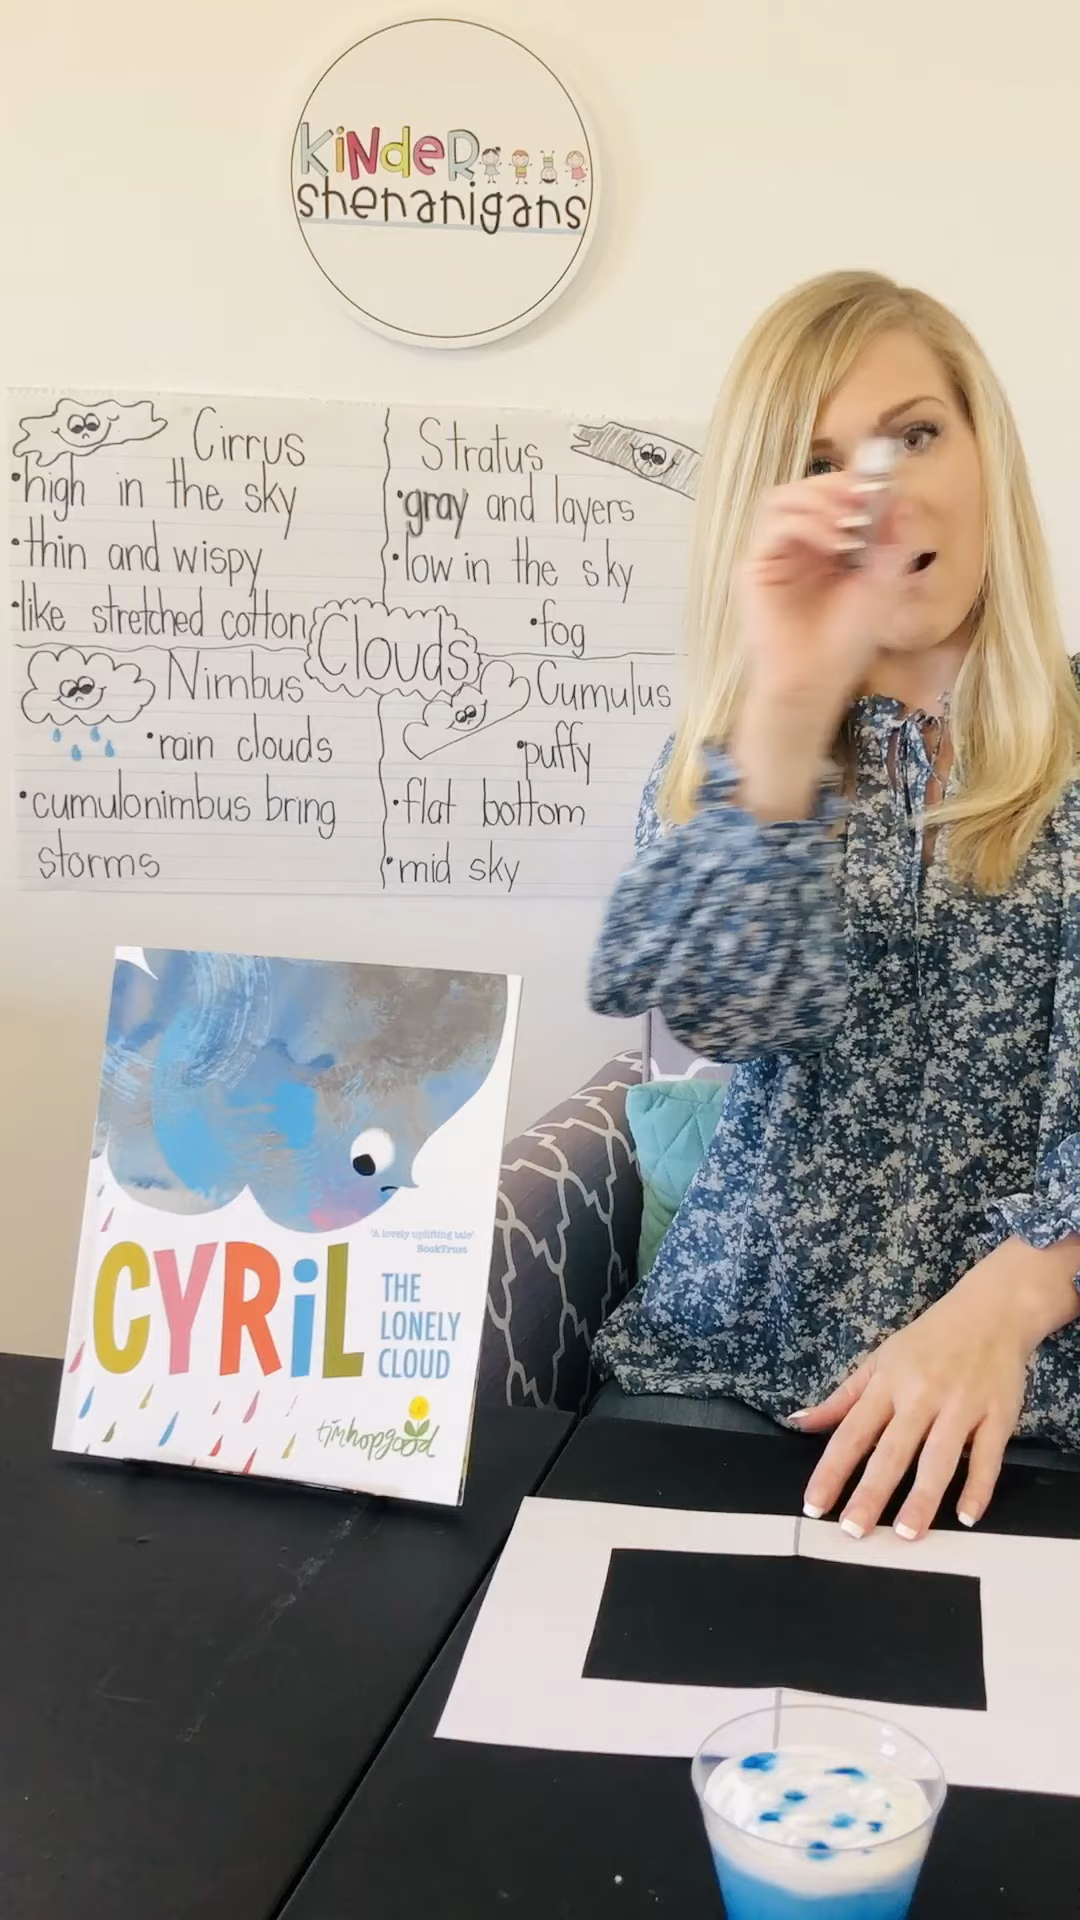 KiNdeR
shenanigans
Cirrus
•high in the sky
•thin and wispy
•like stretched cotton
Stratus
•gray and layers
•low in the sky
•fog
Clouds
Nimbus
•rain clouds
•cumulonimbus bring
storms
Cumulus
•puffy
•flat bottom
•mid sky
'A lovely uplifting tale'
BookTrust
CYRiL
THE
LONELY
CLOUD
timhopgood